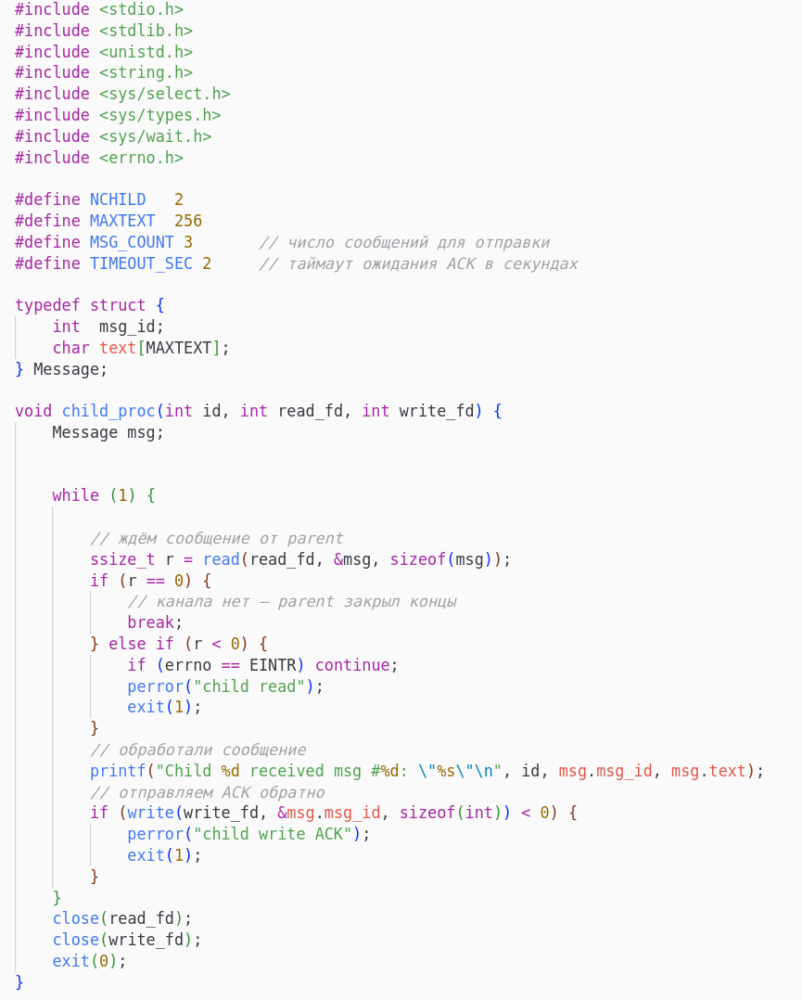 #include <stdio.h>
#include <stdlib.h>
#include <unistd.h>
#include <string.h>
#include <sys/select.h>
#include <sys/types.h>
#include <sys/wait.h>
#include <errno.h>

#define NCHILD   2
#define MAXTEXT  256
#define MSG_COUNT 3       // число сообщений для отправки
#define TIMEOUT_SEC 2     // таймаут ожидания ACK в секундах

typedef struct {
    int  msg_id;
    char text[MAXTEXT];
} Message;

void child_proc(int id, int read_fd, int write_fd) {
    Message msg;


    while (1) {

        // ждём сообщение от parent
        ssize_t r = read(read_fd, &msg, sizeof(msg));
        if (r == 0) {
            // канала нет — parent закрыл концы
            break;
        } else if (r < 0) {
            if (errno == EINTR) continue;
            perror("child read");
            exit(1);
        }
        // обработали сообщение
        printf("Child %d received msg #%d: \"%s\"\n", id, msg.msg_id, msg.text);
        // отправляем ACK обратно
        if (write(write_fd, &msg.msg_id, sizeof(int)) < 0) {
            perror("child write ACK");
            exit(1);
        }
    }
    close(read_fd);
    close(write_fd);
    exit(0);
}